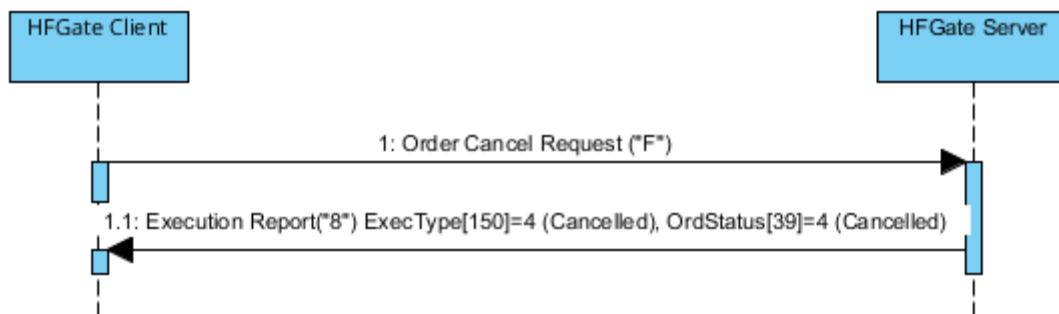 HFGate Client
HFGate Server
1: Order Cancel Request ("F")
1.1: Execution Report("8") ExecType[150]=4 (Cancelled), OrdStatus[39]=4 (Cancelled)